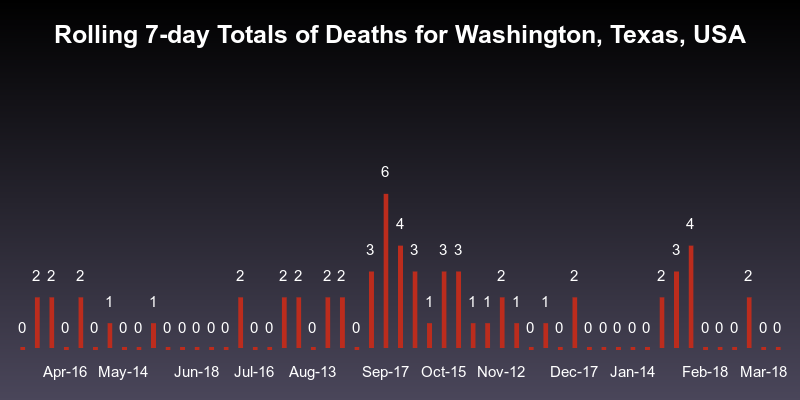 Rolling 7-day Totals of Deaths for Washington, Texas, USA
0 2 2 0 2 0 1 0 0 1 0 0 0 0 0 2 0 0 2 2 0 2 2 0 3 6 4 3 1 3 3 1 1 2 1 0 1 0 2 0 0 0 0 0 2 3 4 0 0 0 2 0 0
Apr-16 May-14 Jun-18 Jul-16 Aug-13 Sep-17 Oct-15 Nov-12 Dec-17 Jan-14 Feb-18 Mar-18